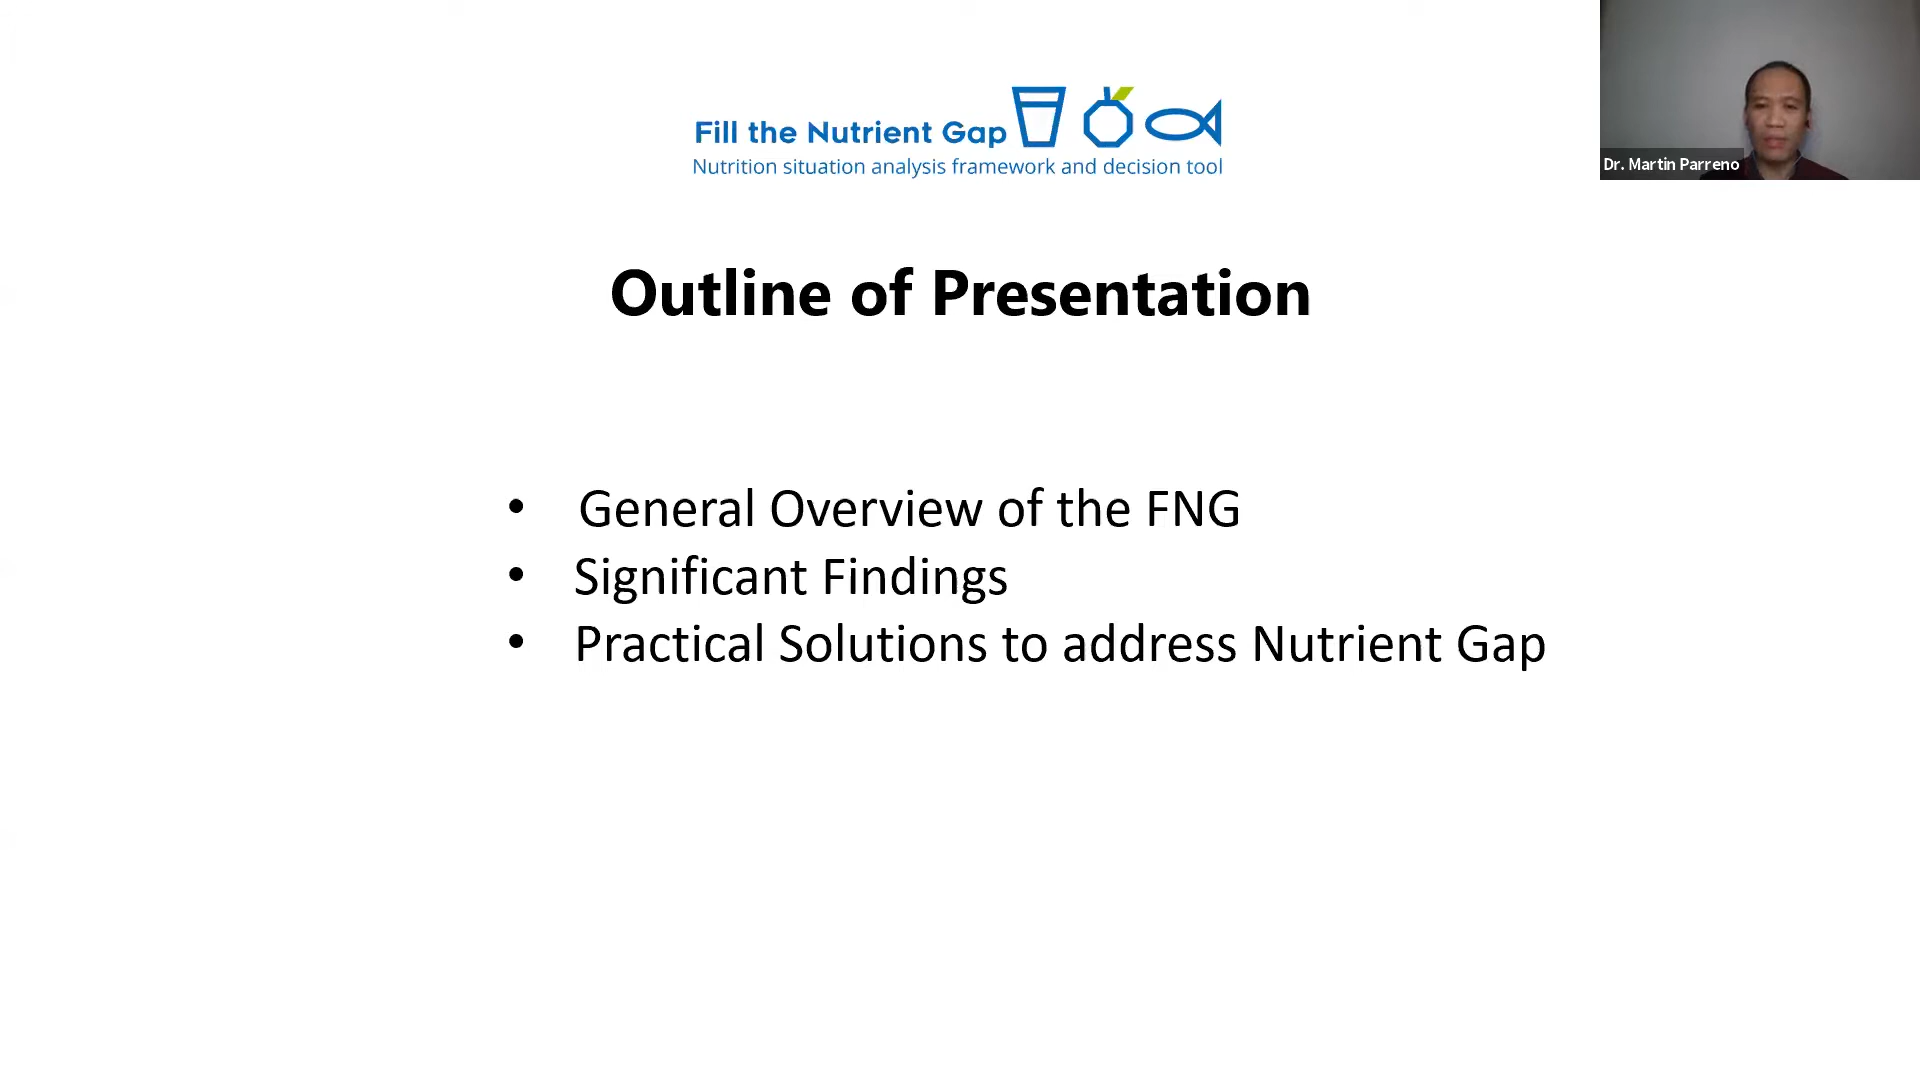 Fill the Nutrient Gap
Nutrition situation analysis framework and decision tool
Dr. Martin Parreno
Outline of Presentation
• General Overview of the FNG
• Significant Findings
• Practical Solutions to address Nutrient Gap